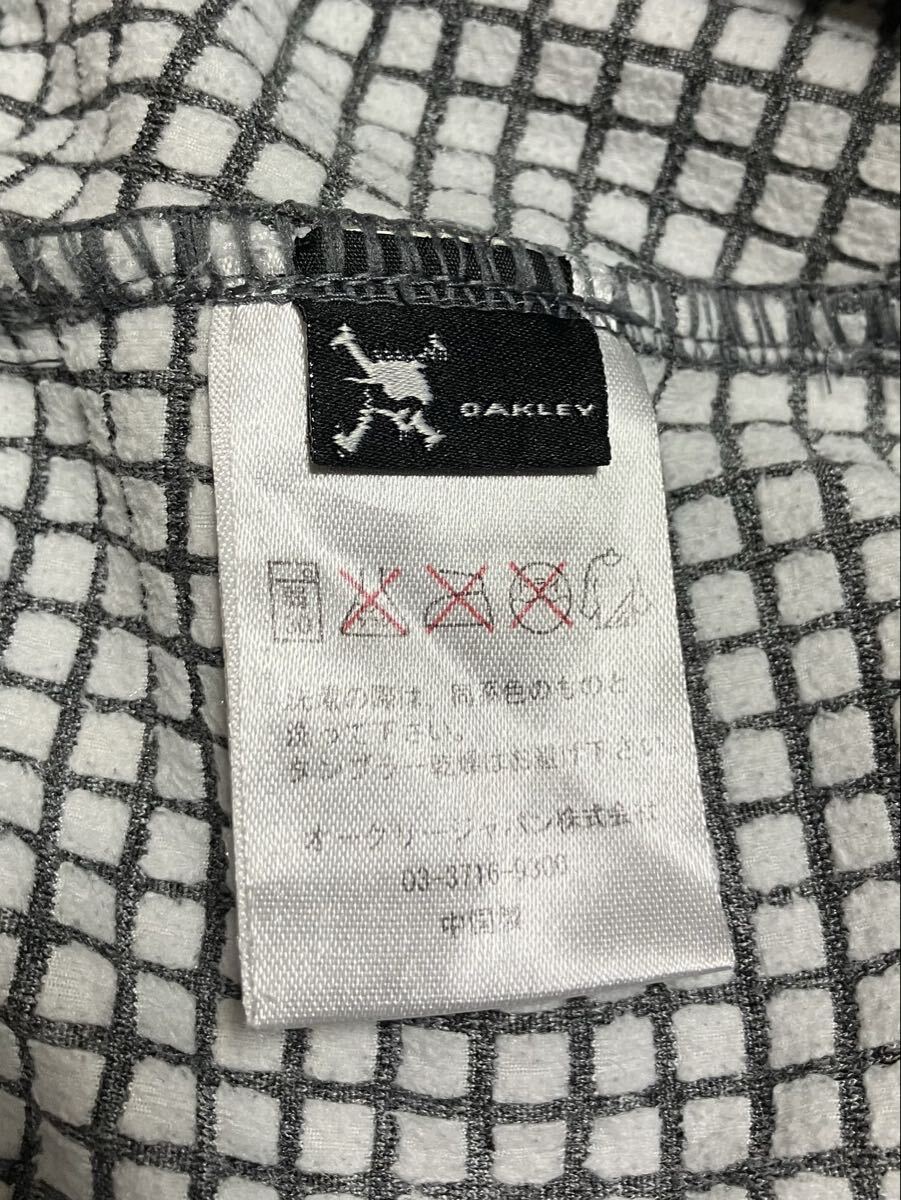 OAKLEY
洗濯の際は、同系色のものと
洗って下さい。
タンブラー乾燥はお避け下さい
オークリージャパン株式会社
03-3716-9300
中国製